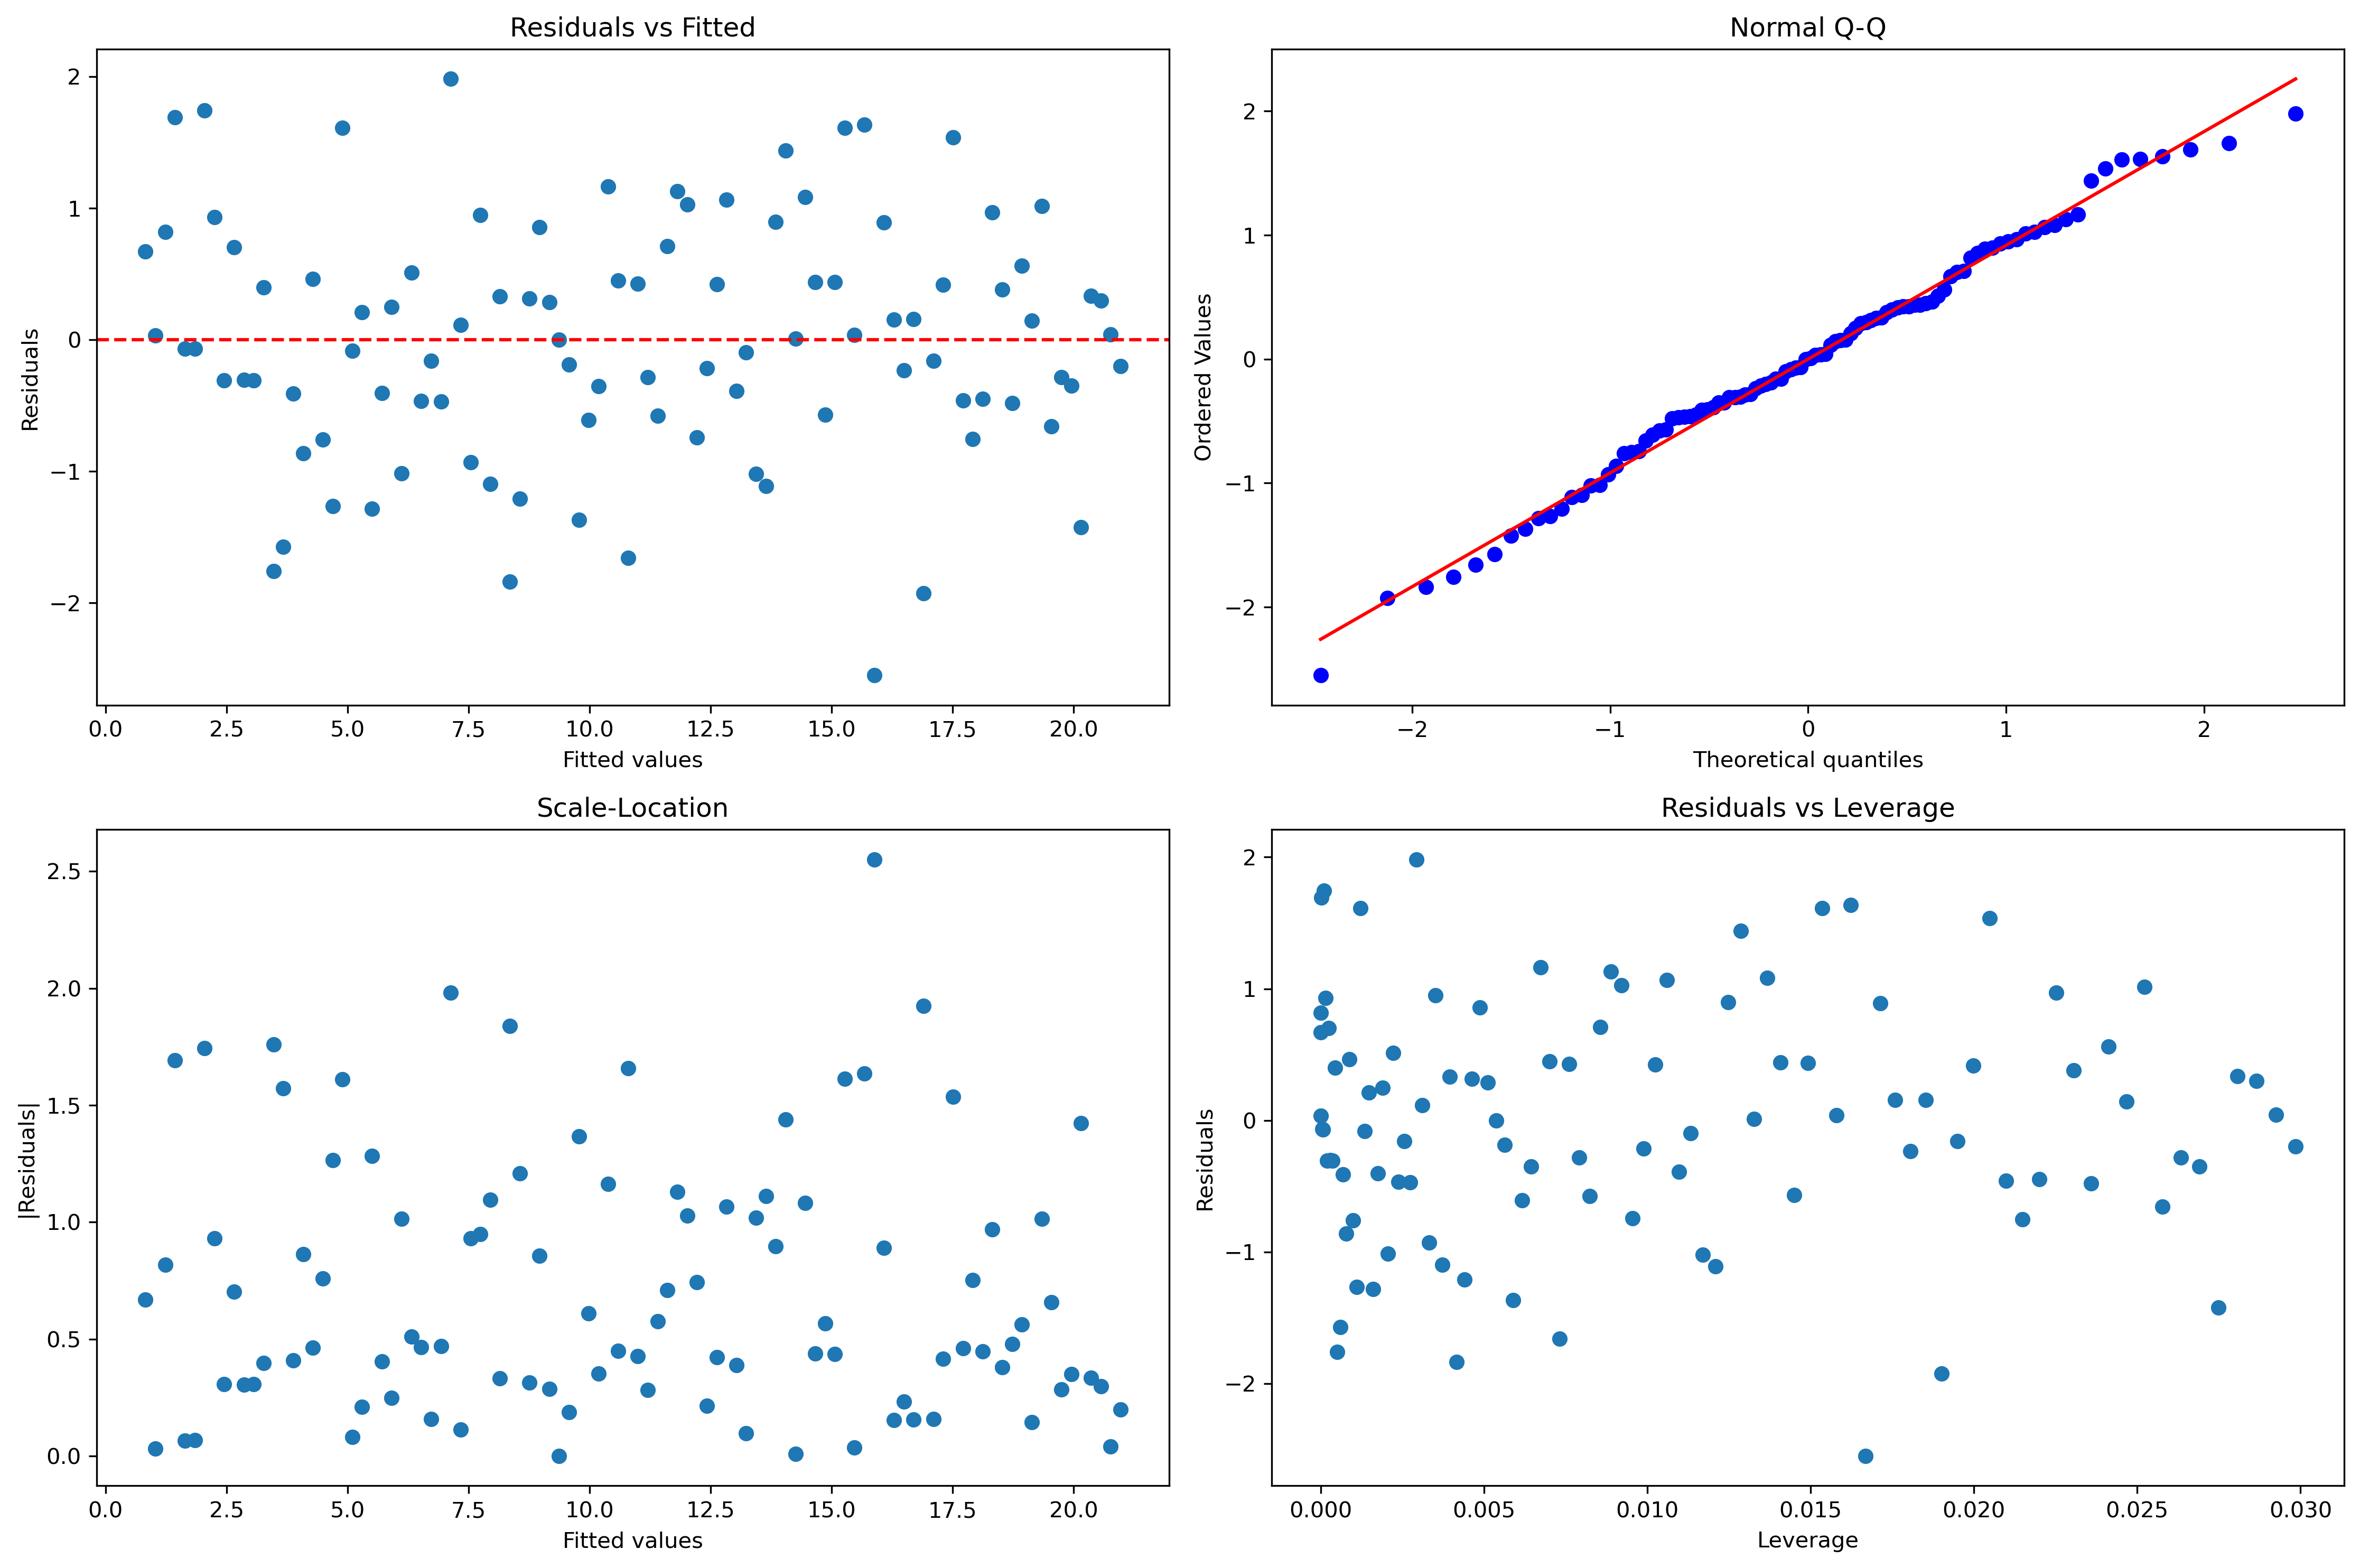 Residuals vs Fitted
Residuals
2
1
0
−1
−2
0.0 2.5 5.0 7.5 10.0 12.5 15.0 17.5 20.0
Fitted values
Normal Q-Q
Ordered Values
2
1
0
−1
−2
−2 −1 0 1 2
Theoretical quantiles
Scale-Location
|Residuals|
2.5
2.0
1.5
1.0
0.5
0.0
0.0 2.5 5.0 7.5 10.0 12.5 15.0 17.5 20.0
Fitted values
Residuals vs Leverage
Residuals
2
1
0
−1
−2
0.000 0.005 0.010 0.015 0.020 0.025 0.030
Leverage